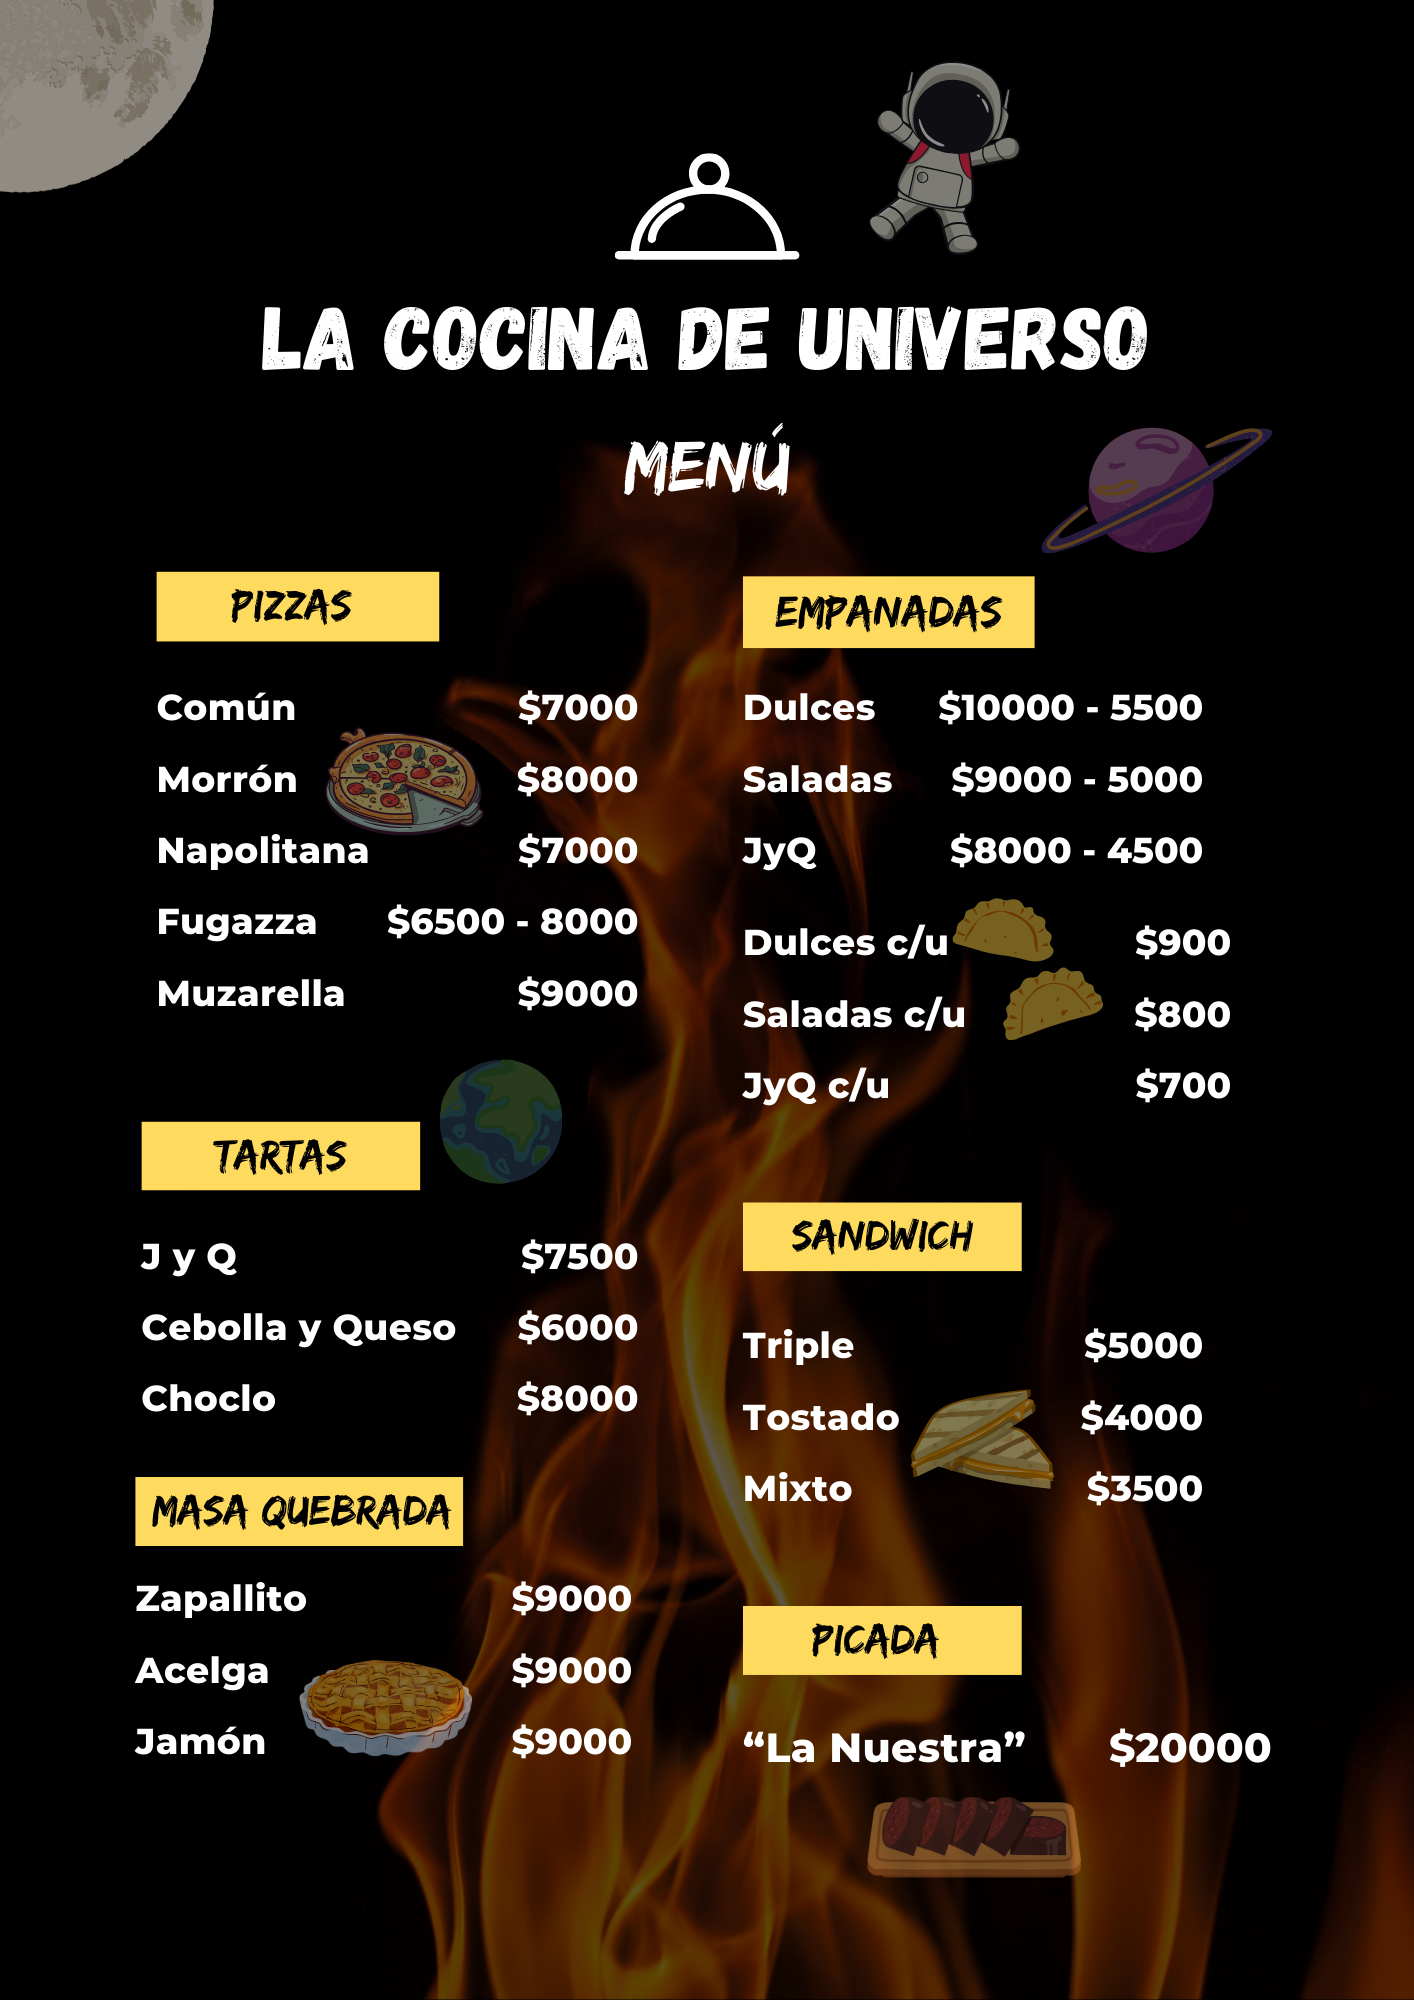 LA COCINA DE UNIVERSO
MENÚ
PIZZAS
Común $7000
Morrón $8000
Napolitana $7000
Fugazza $6500 - 8000
Muzarella $9000
TARTAS
J y Q $7500
Cebolla y Queso $6000
Choclo $8000
MASA QUEBRADA
Zapallito $9000
Acelga $9000
Jamón $9000
EMPANADAS
Dulces $10000 - 5500
Saladas $9000 - 5000
JyQ $8000 - 4500
Dulces c/u $900
Saladas c/u $800
JyQ c/u $700
SANDWICH
Triple $5000
Tostado $4000
Mixto $3500
PICADA
“La Nuestra” $20000